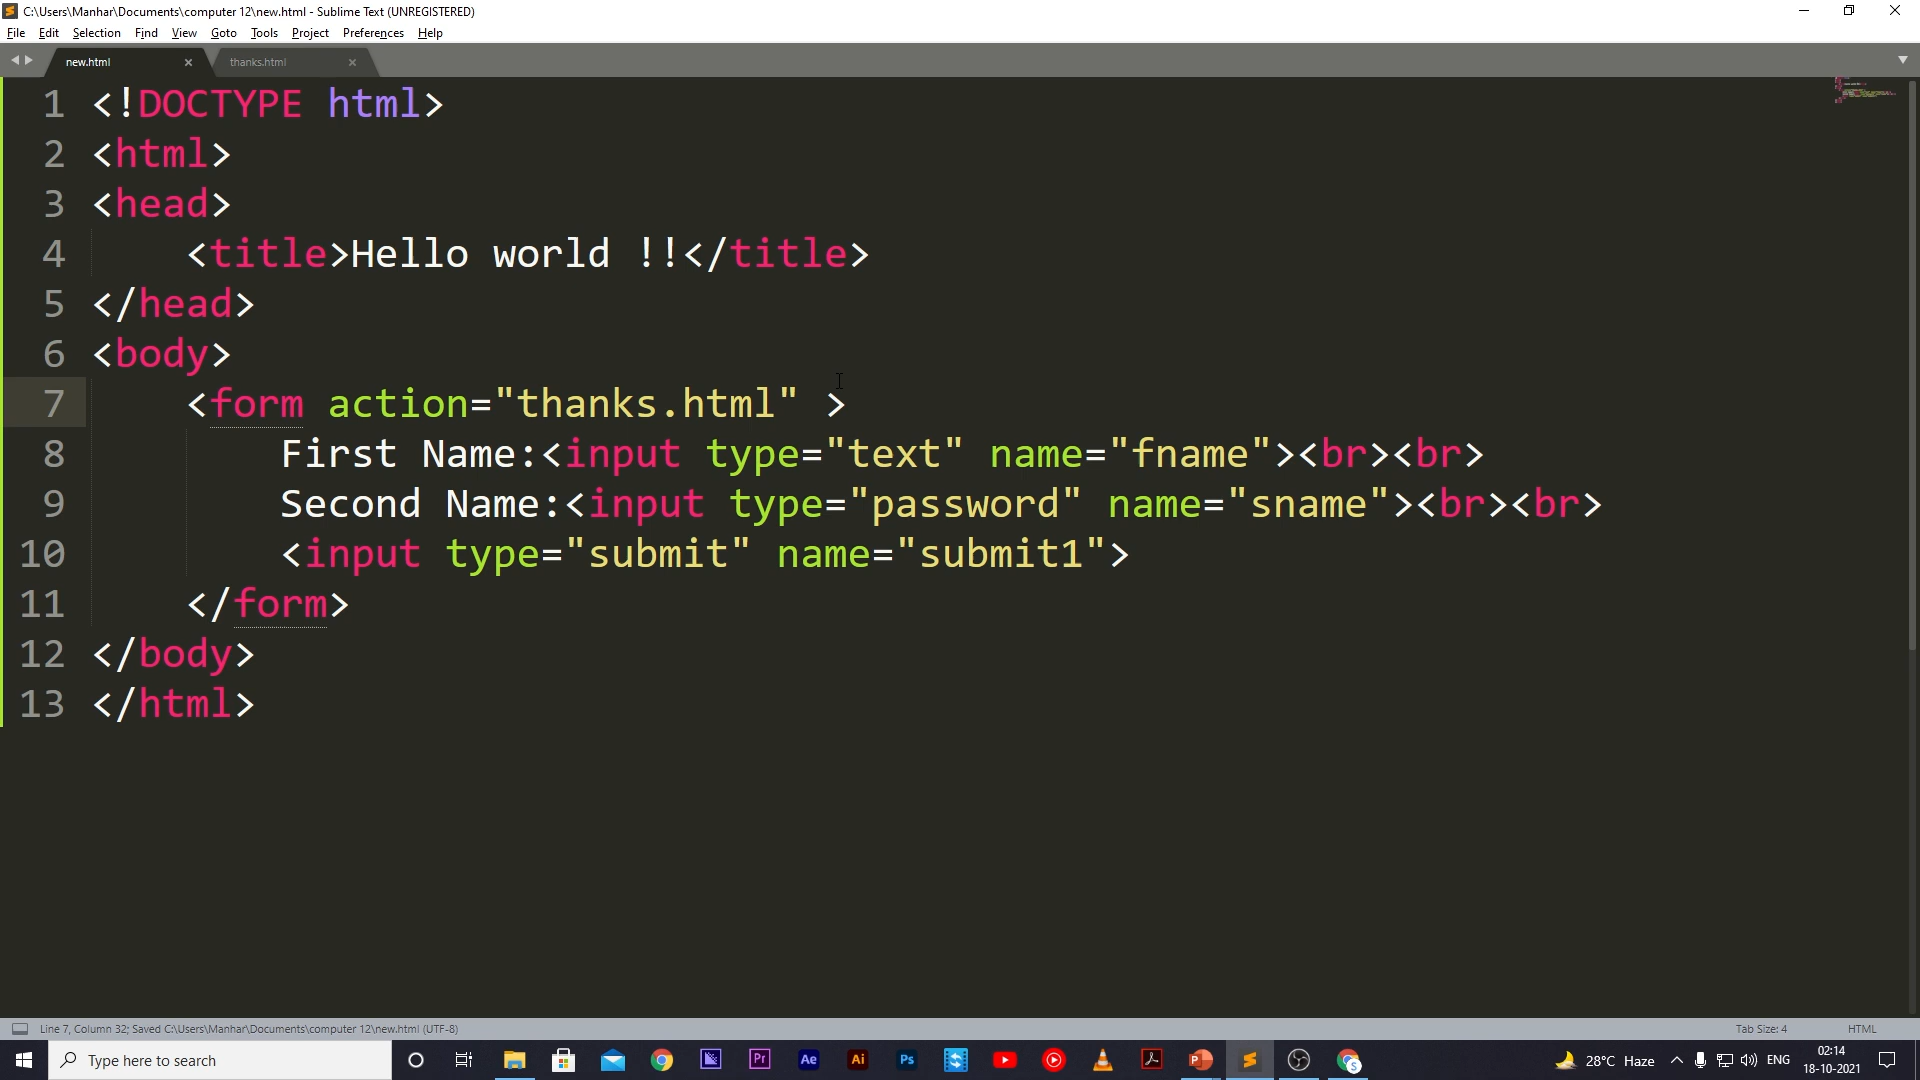 C:\Users\Manhar\Documents\computer 12\new.html - Sublime Text (UNREGISTERED)
File Edit Selection Find View Goto Tools Project Preferences Help
new.html × thanks.html ×
1 <!DOCTYPE html>
2 <html>
3 <head>
4 <title>Hello world !!</title>
5 </head>
6 <body>
7 <form action="thanks.html" >
8 First Name:<input type="text" name="fname"><br><br>
9 Second Name:<input type="password" name="sname"><br><br>
10 <input type="submit" name="submit1">
11 </form>
12 </body>
13 </html>
Line 7, Column 32; Saved C:\Users\Manhar\Documents\computer 12\new.html (UTF-8) Tab Size: 4 HTML
Type here to search Pr Ae Ai Ps P S 28°C Haze ENG 02:14
18-10-2021